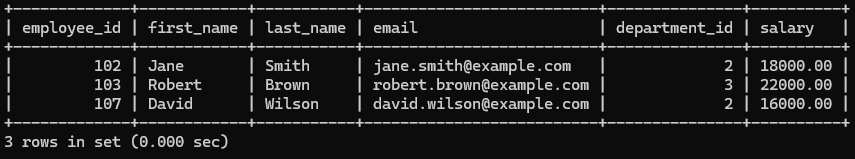 +-------------+------------+-----------+--------------------------+---------------+----------+
| employee_id | first_name | last_name | email                    | department_id | salary   |
+-------------+------------+-----------+--------------------------+---------------+----------+
|         102 | Jane       | Smith     | jane.smith@example.com   |             2 | 18000.00 |
|         103 | Robert     | Brown     | robert.brown@example.com |             3 | 22000.00 |
|         107 | David      | Wilson    | david.wilson@example.com |             2 | 16000.00 |
+-------------+------------+-----------+--------------------------+---------------+----------+
3 rows in set (0.000 sec)